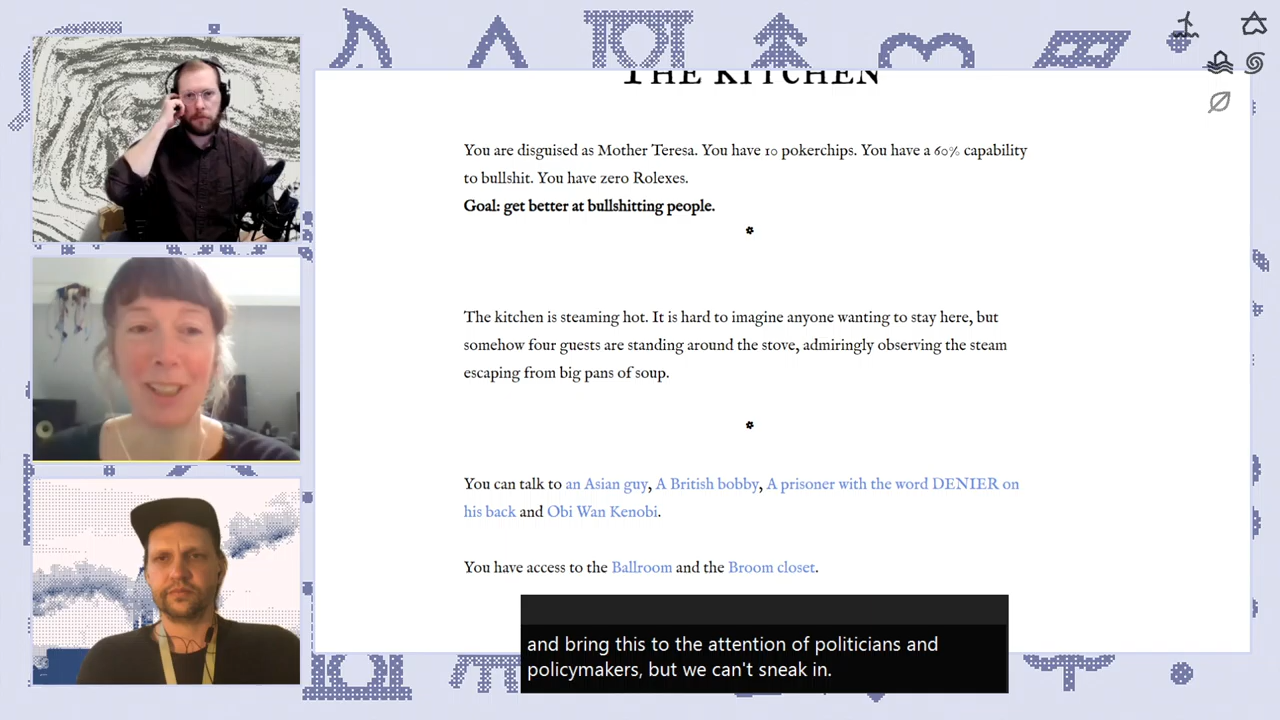 THE KITCHEN
You are disguised as Mother Teresa. You have 10 pokerchips. You have a 60% capability
to bullshit. You have zero Rolexes.
Goal: get better at bullshitting people.
The kitchen is steaming hot. It is hard to imagine anyone wanting to stay here, but
somehow four guests are standing around the stove, admiringly observing the steam
escaping from big pans of soup.
You can talk to an Asian guy, A British bobby, A prisoner with the word DENIER on
his back and Obi Wan Kenobi.
You have access to the Ballroom and the Broom closet.
and bring this to the attention of politicians and
policymakers, but we can't sneak in.